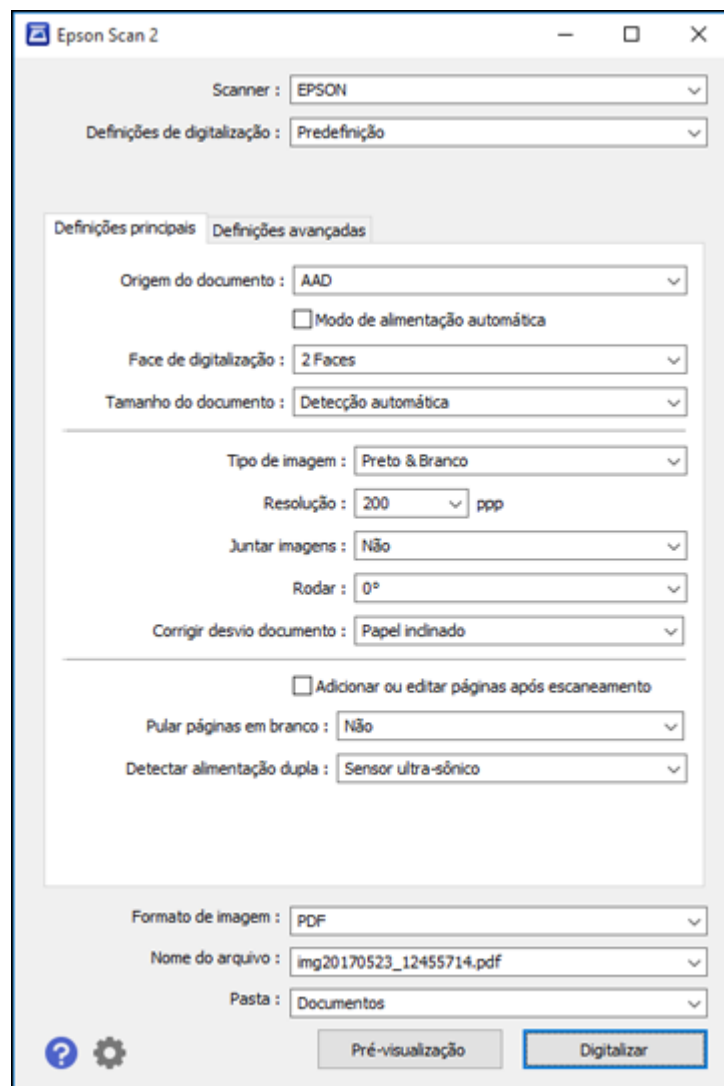 Epson Scan 2
Scanner : EPSON
Definições de digitalização : Predefinição
Definições principais Definições avançadas
Origem do documento : AAD
Modo de alimentação automática
Face de digitalização : 2 Faces
Tamanho do documento : Detecção automática
Tipo de imagem : Preto & Branco
Resolução : 200 ppp
Juntar imagens : Não
Rodar : 0°
Corrigir desvio documento : Papel inclinado
Adicionar ou editar páginas após escaneamento
Pular páginas em branco : Não
Detectar alimentação dupla : Sensor ultra-sônico
Formato de imagem : PDF
Nome do arquivo : img20170523_12455714.pdf
Pasta : Documentos
? Pré-visualização Digitalizar